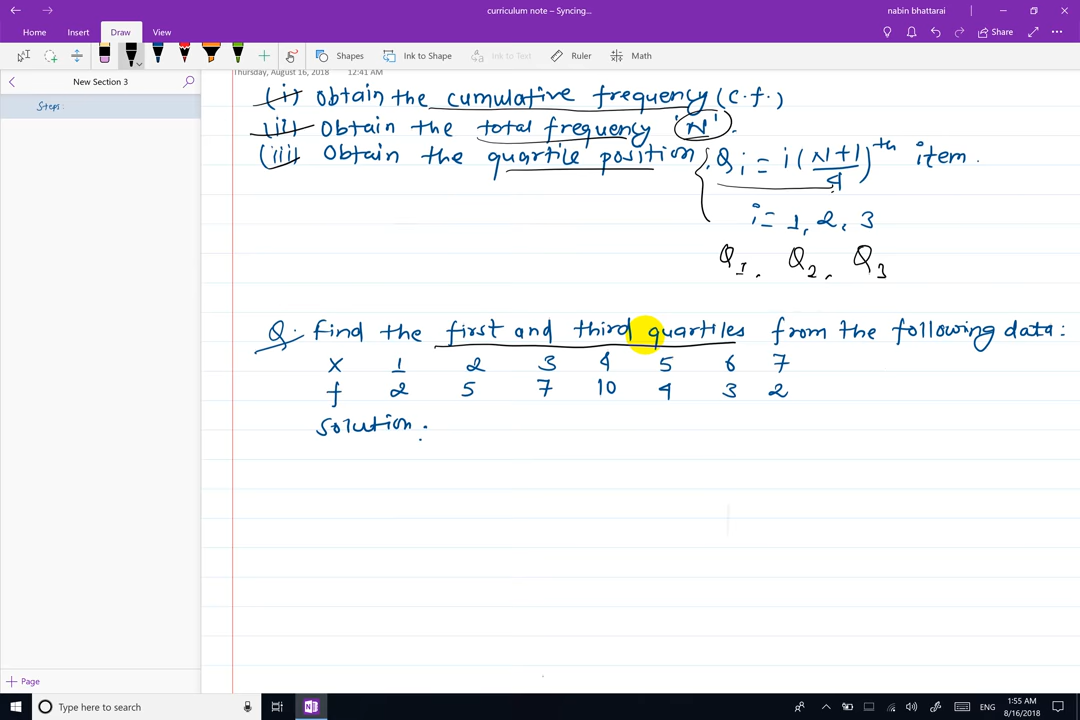 curriculum note - Syncing...
nabin bhattarai
Home Insert Draw View
Share
Shapes Ink to Shape Ink to Text Ruler Math
New Section 3
Steps:
Thursday, August 16, 2018 12:41 AM
(i) Obtain the cumulative frequency (c.f.)
(ii) Obtain the total frequency 'N'.
(iii) Obtain the quartile position, Qi = i(N+1/4)th item.
i = 1, 2, 3
Q1, Q2, Q3
Q. Find the first and third quartiles from the following data:
X 1 2 3 4 5 6 7
f 2 5 7 10 4 3 2
Solution:
Page
Type here to search
ENG
1:55 AM
8/16/2018